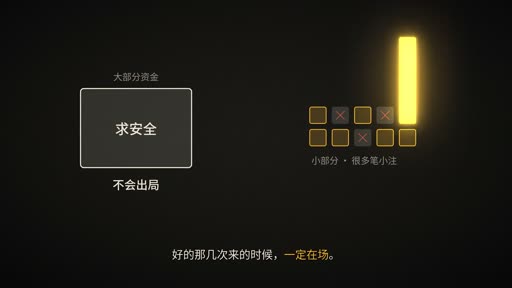 大部分资金
求安全
不会出局
小部分 · 很多笔小注
好的那几次来的时候，一定在场。